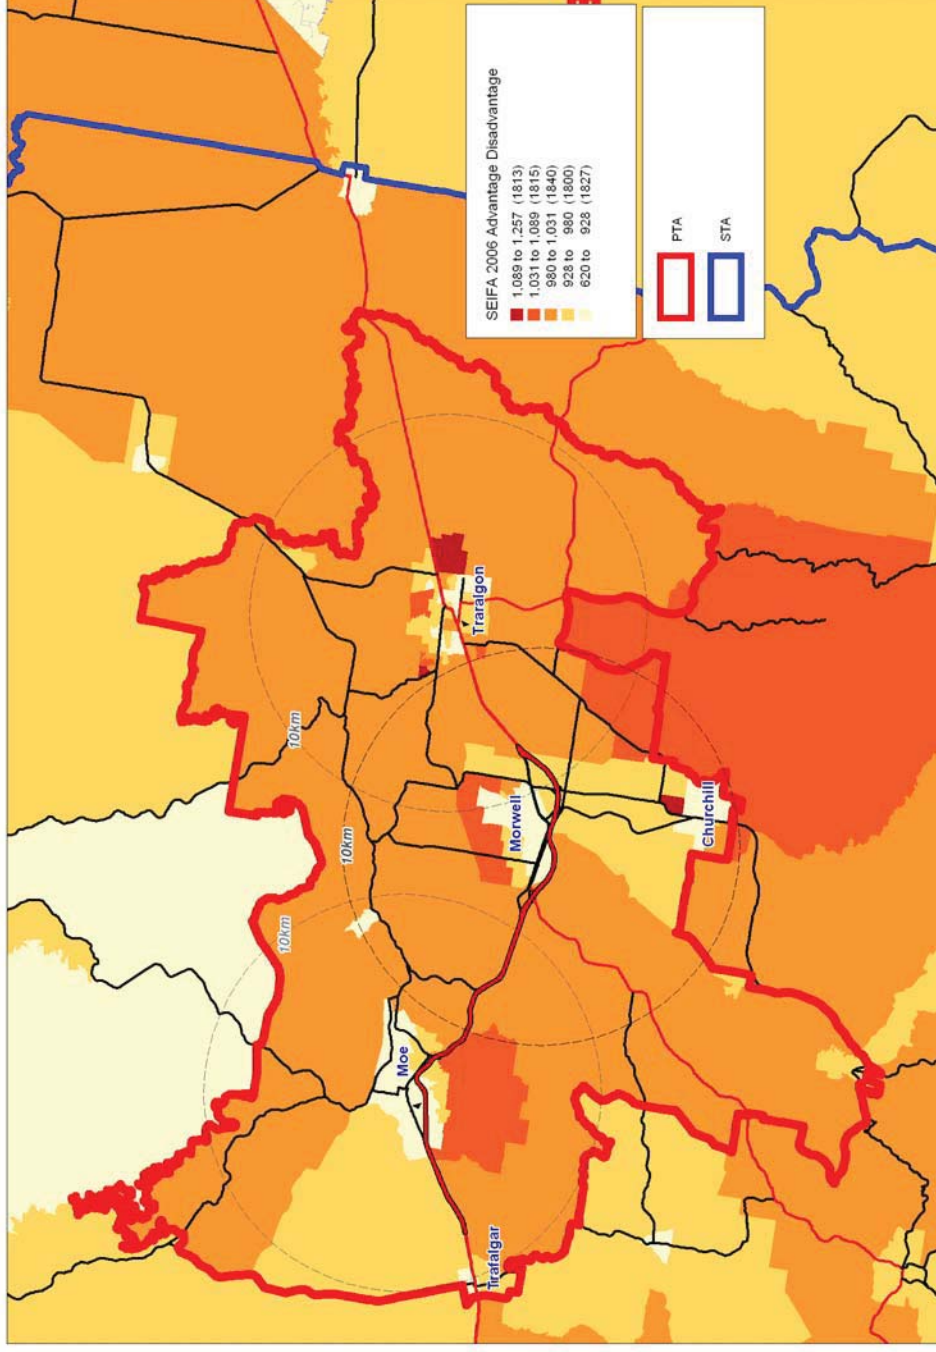 SEIFA 2006 Advantage Disadvantage
1,089 to 1,257 (1813)
1,031 to 1,089 (1815)
980 to 1,031 (1840)
928 to 980 (1800)
620 to 928 (1827)
PTA
STA
10km
10km
10km
Trafalgar
Moe
Morwell
Churchill
Traralgon